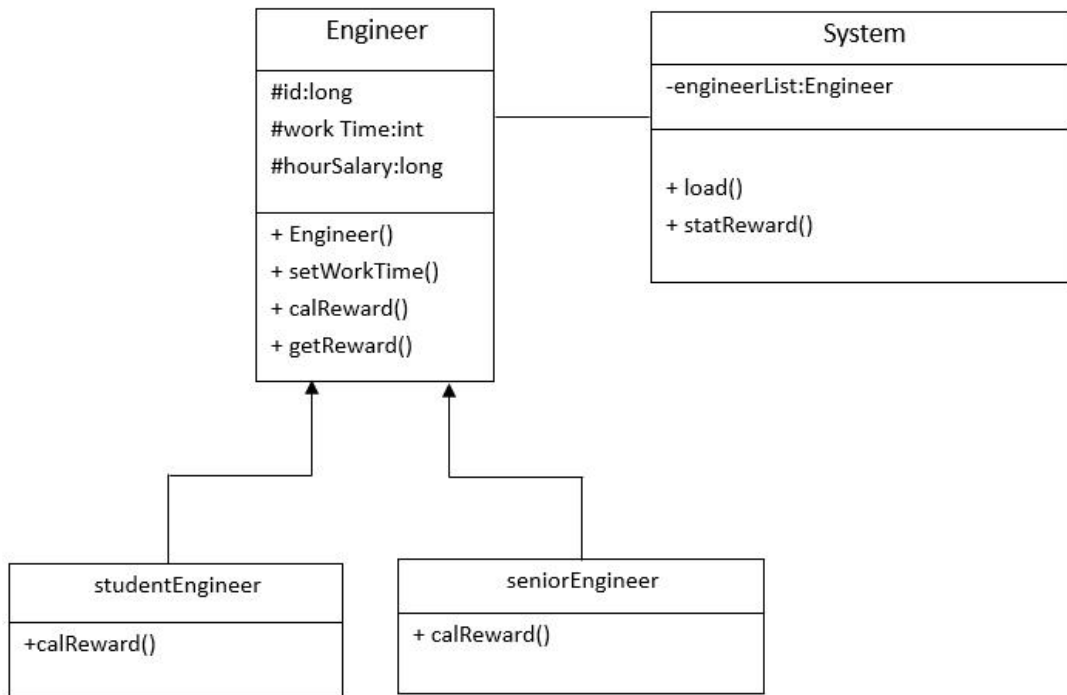 Engineer
#id:long
#work Time:int
#hourSalary:long
+ Engineer()
+ setWorkTime()
+ calReward()
+ getReward()
System
-engineerList:Engineer
+ load()
+ statReward()
studentEngineer
+calReward()
seniorEngineer
+ calReward()